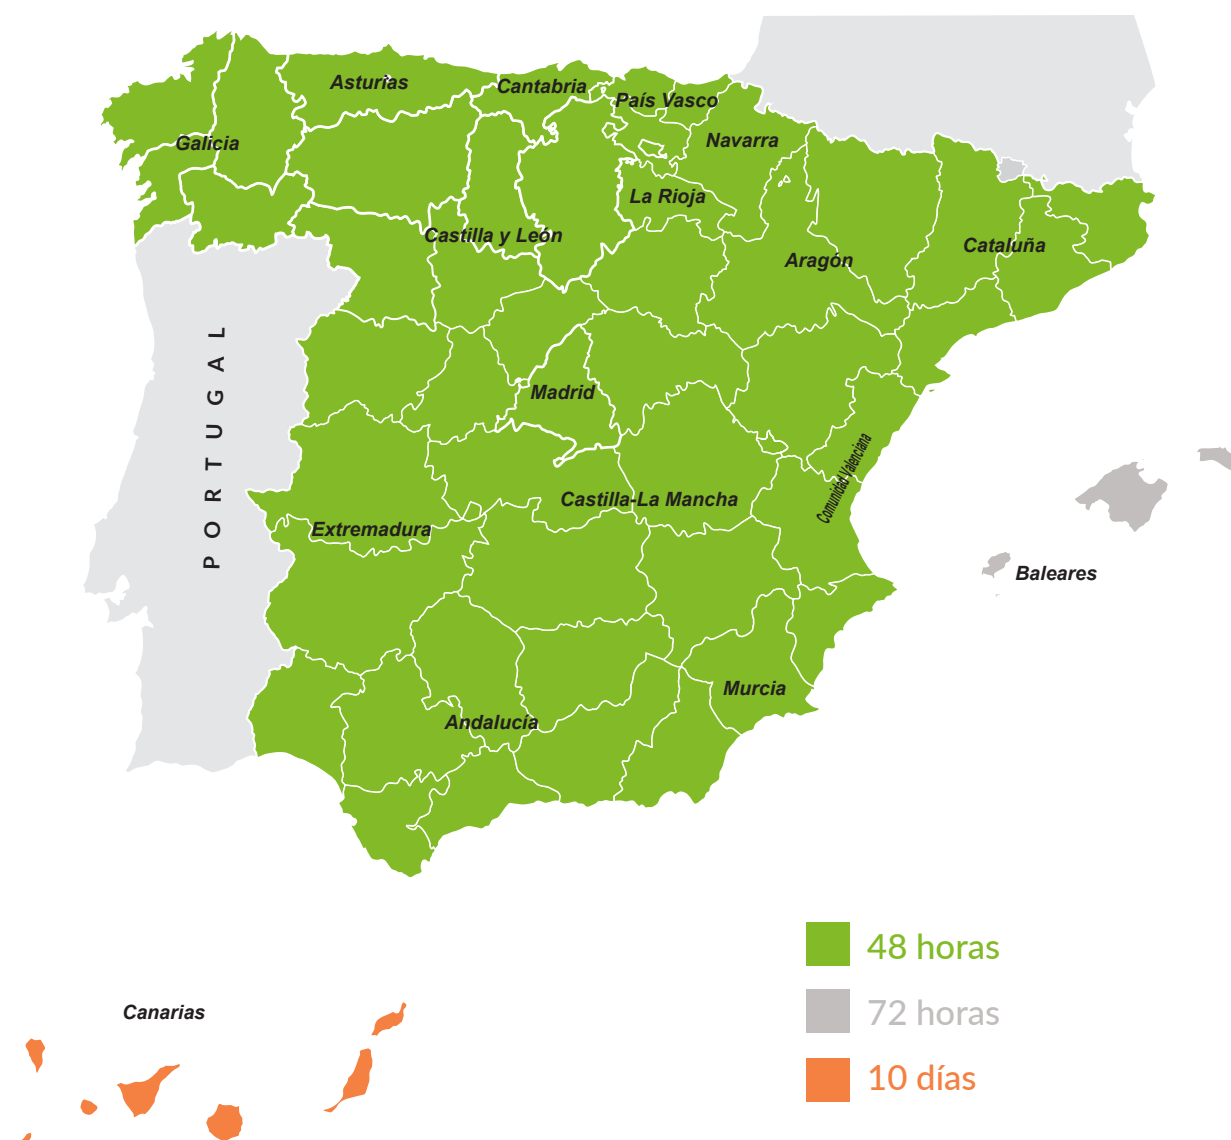 Asturias
Cantabria
País Vasco
Galicia
Navarra
La Rioja
Castilla y León
Aragón
Cataluña
PORTUGAL
Madrid
Comunidad Valenciana
Castilla-La Mancha
Extremadura
Baleares
Murcia
Andalucía
48 horas
72 horas
10 días
Canarias